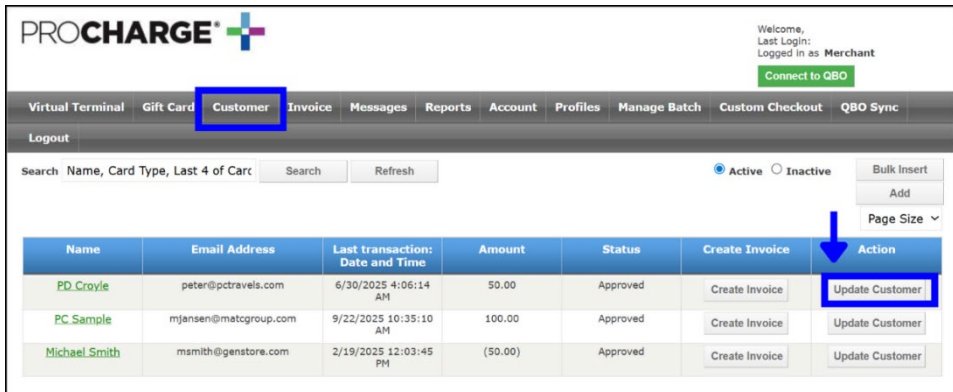 PROCHARGE®
Welcome,
Last Login:
Logged in as Merchant
Connect to QBO
Virtual Terminal Gift Card Customer Invoice Messages Reports Account Profiles Manage Batch Custom Checkout QBO Sync
Logout
Search Name, Card Type, Last 4 of Carc Search Refresh Active Inactive Bulk Insert
Add
Page Size
Name Email Address Last transaction: Date and Time Amount Status Create Invoice Action
PD Croyle peter@pctravels.com 6/30/2025 4:06:14 AM 50.00 Approved Create Invoice Update Customer
PC Sample mjansen@matcgroup.com 9/22/2025 10:35:10 AM 100.00 Approved Create Invoice Update Customer
Michael Smith msmith@genstore.com 2/19/2025 12:03:45 PM (50.00) Approved Create Invoice Update Customer